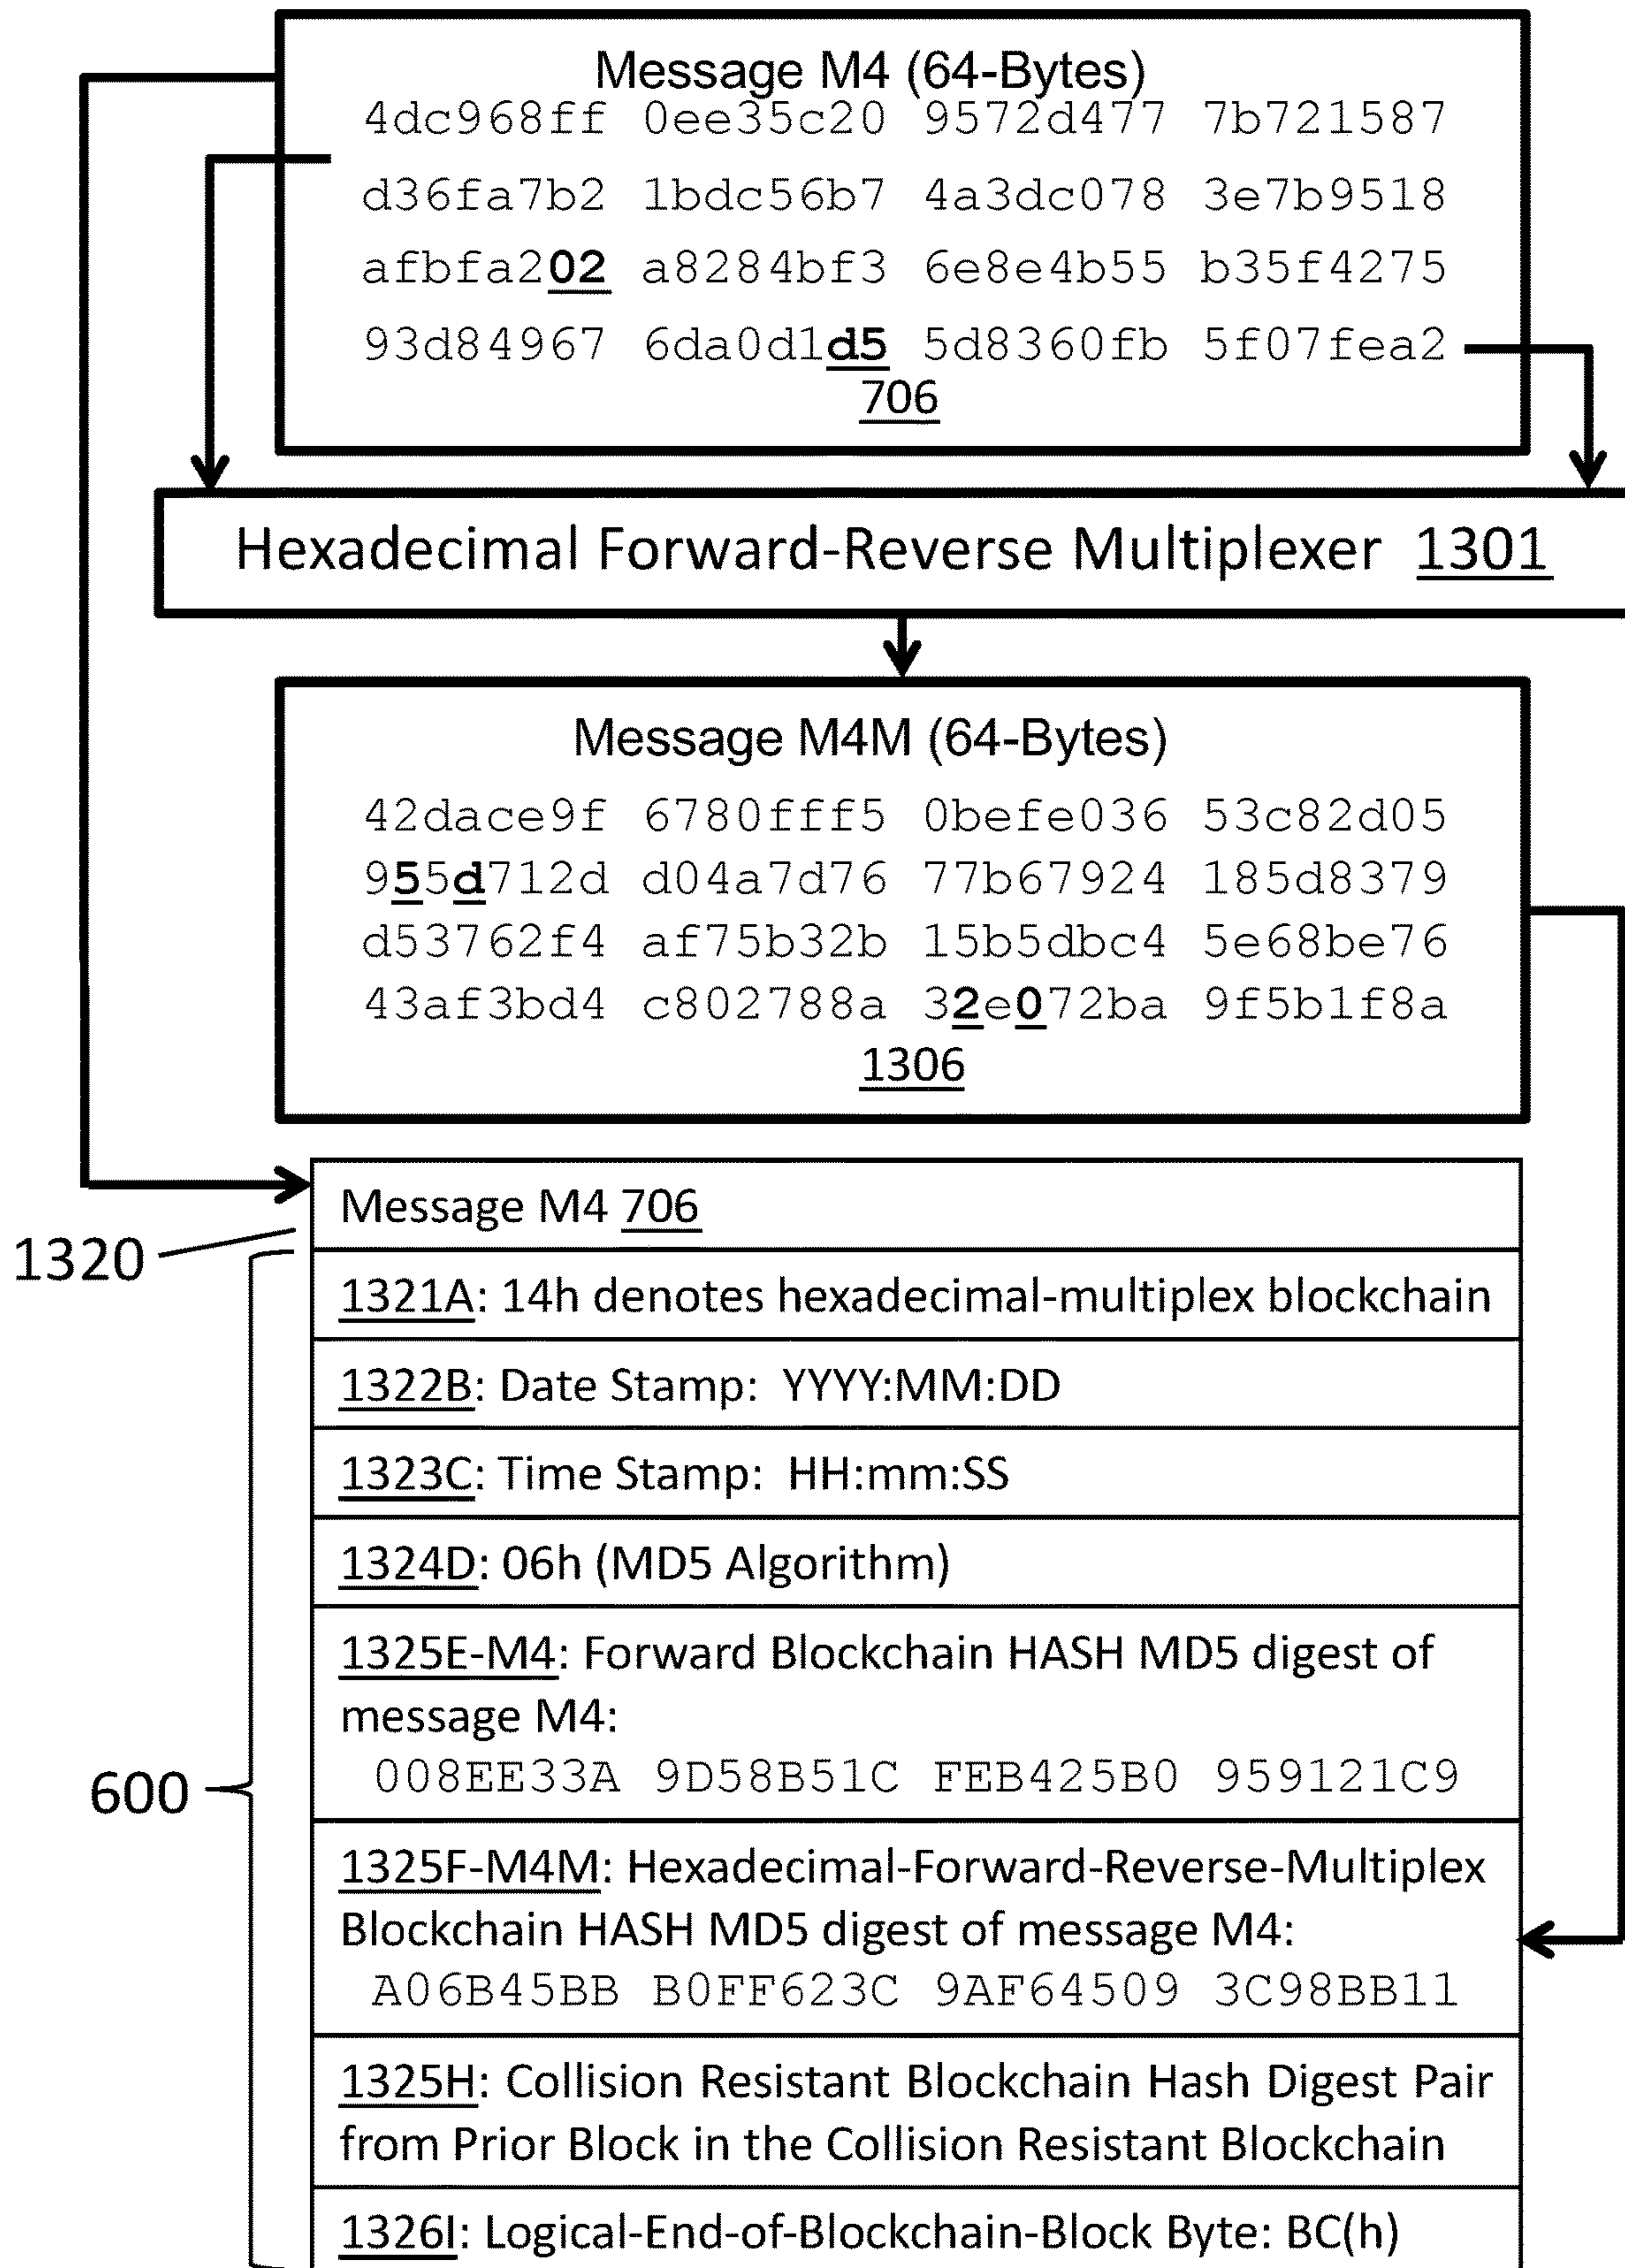 Message M4 (64-Bytes)
4dc968ff 0ee35c20 9572d477 7b721587
d36fa7b2 1bdc56b7 4a3dc078 3e7b9518
afbfa202 a8284bf3 6e8e4b55 b35f4275
93d84967 6da0d1d5 5d8360fb 5f07fea2
706
Hexadecimal Forward-Reverse Multiplexer 1301
Message M4M (64-Bytes)
42dace9f 6780fff5 0befe036 53c82d05
955d712d d04a7d76 77b67924 185d8379
d53762f4 af75b32b 15b5dbc4 5e68be76
43af3bd4 c802788a 32e072ba 9f5b1f8a
1306
Message M4 706
1320
1321A: 14h denotes hexadecimal-multiplex blockchain
1322B: Date Stamp: YYYY:MM:DD
1323C: Time Stamp: HH:mm:SS
1324D: 06h (MD5 Algorithm)
1325E-M4: Forward Blockchain HASH MD5 digest of
message M4:
008EE33A 9D58B51C FEB425B0 959121C9
600
1325F-M4M: Hexadecimal-Forward-Reverse-Multiplex
Blockchain HASH MD5 digest of message M4:
A06B45BB B0FF623C 9AF64509 3C98BB11
1325H: Collision Resistant Blockchain Hash Digest Pair
from Prior Block in the Collision Resistant Blockchain
1326I: Logical-End-of-Blockchain-Block Byte: BC(h)